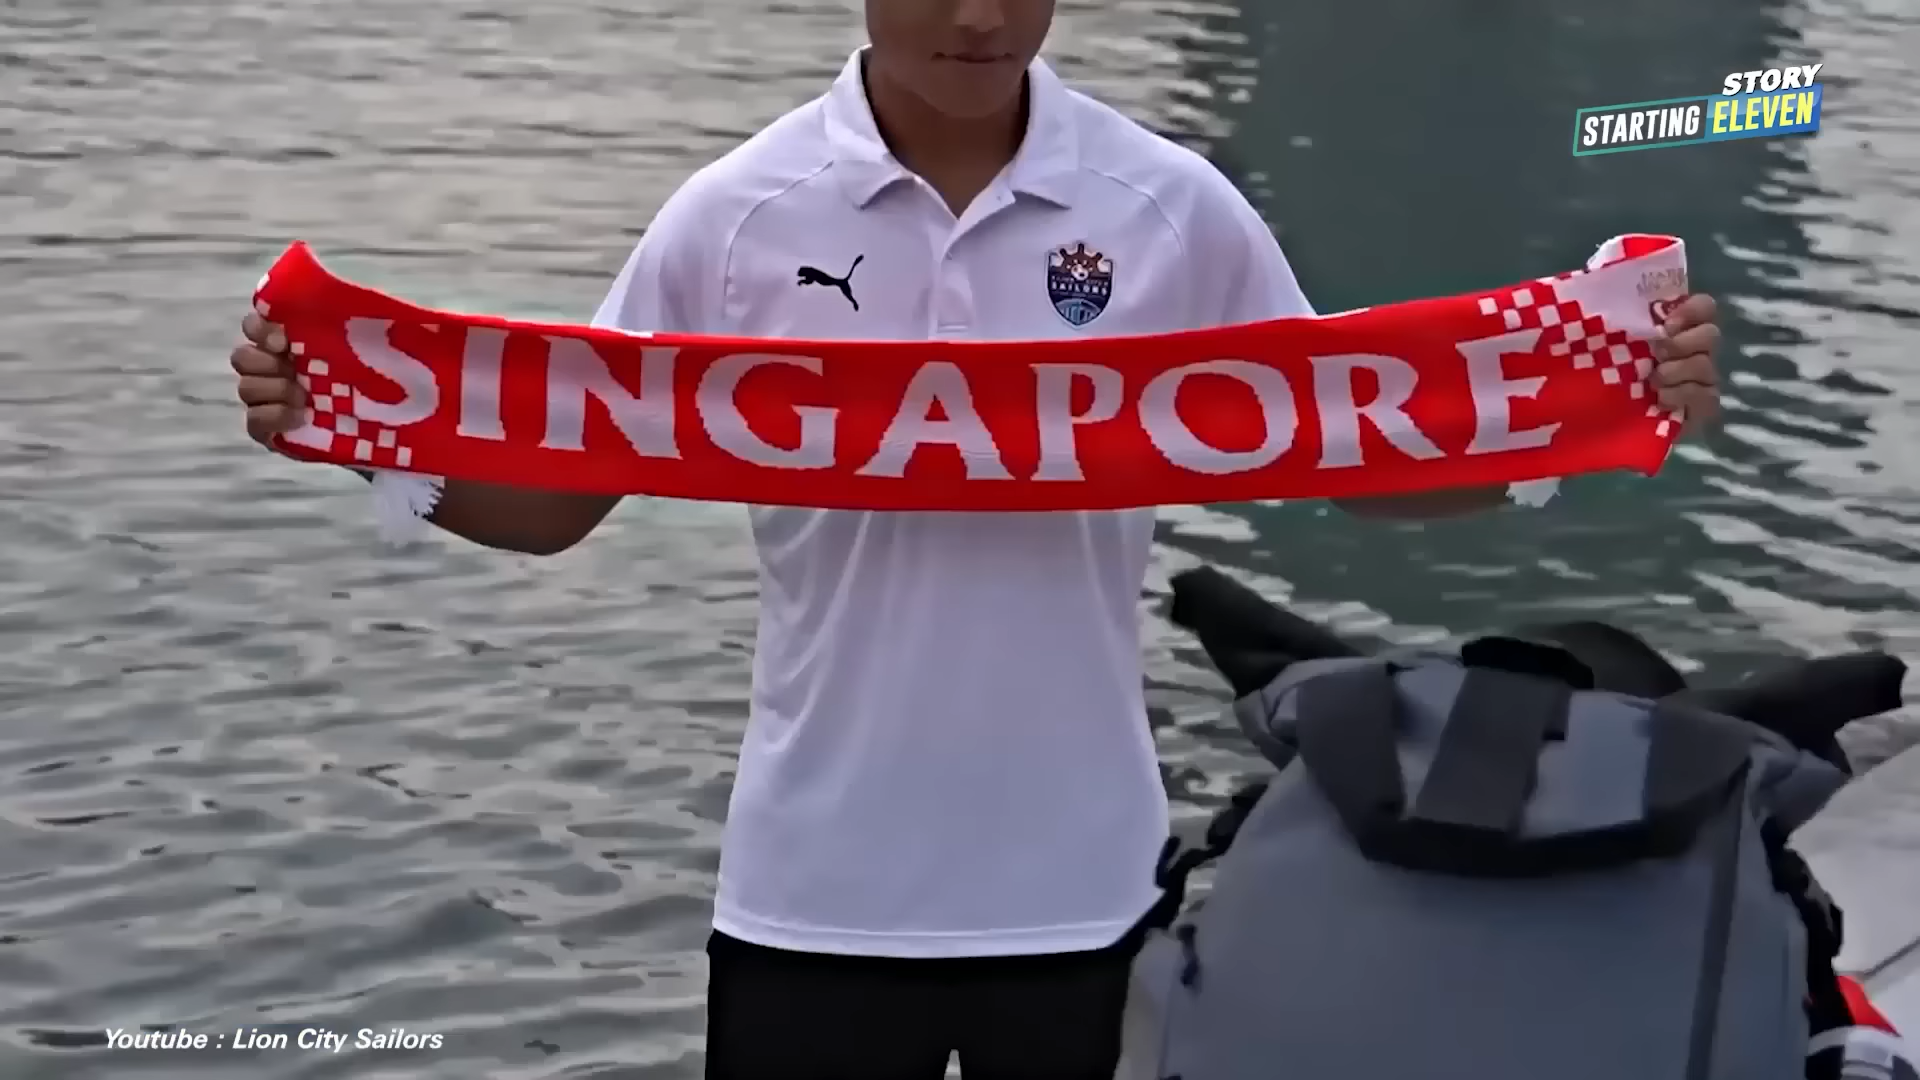 STORY
STARTING ELEVEN
SAILORS
SINGAPORE
Youtube : Lion City Sailors